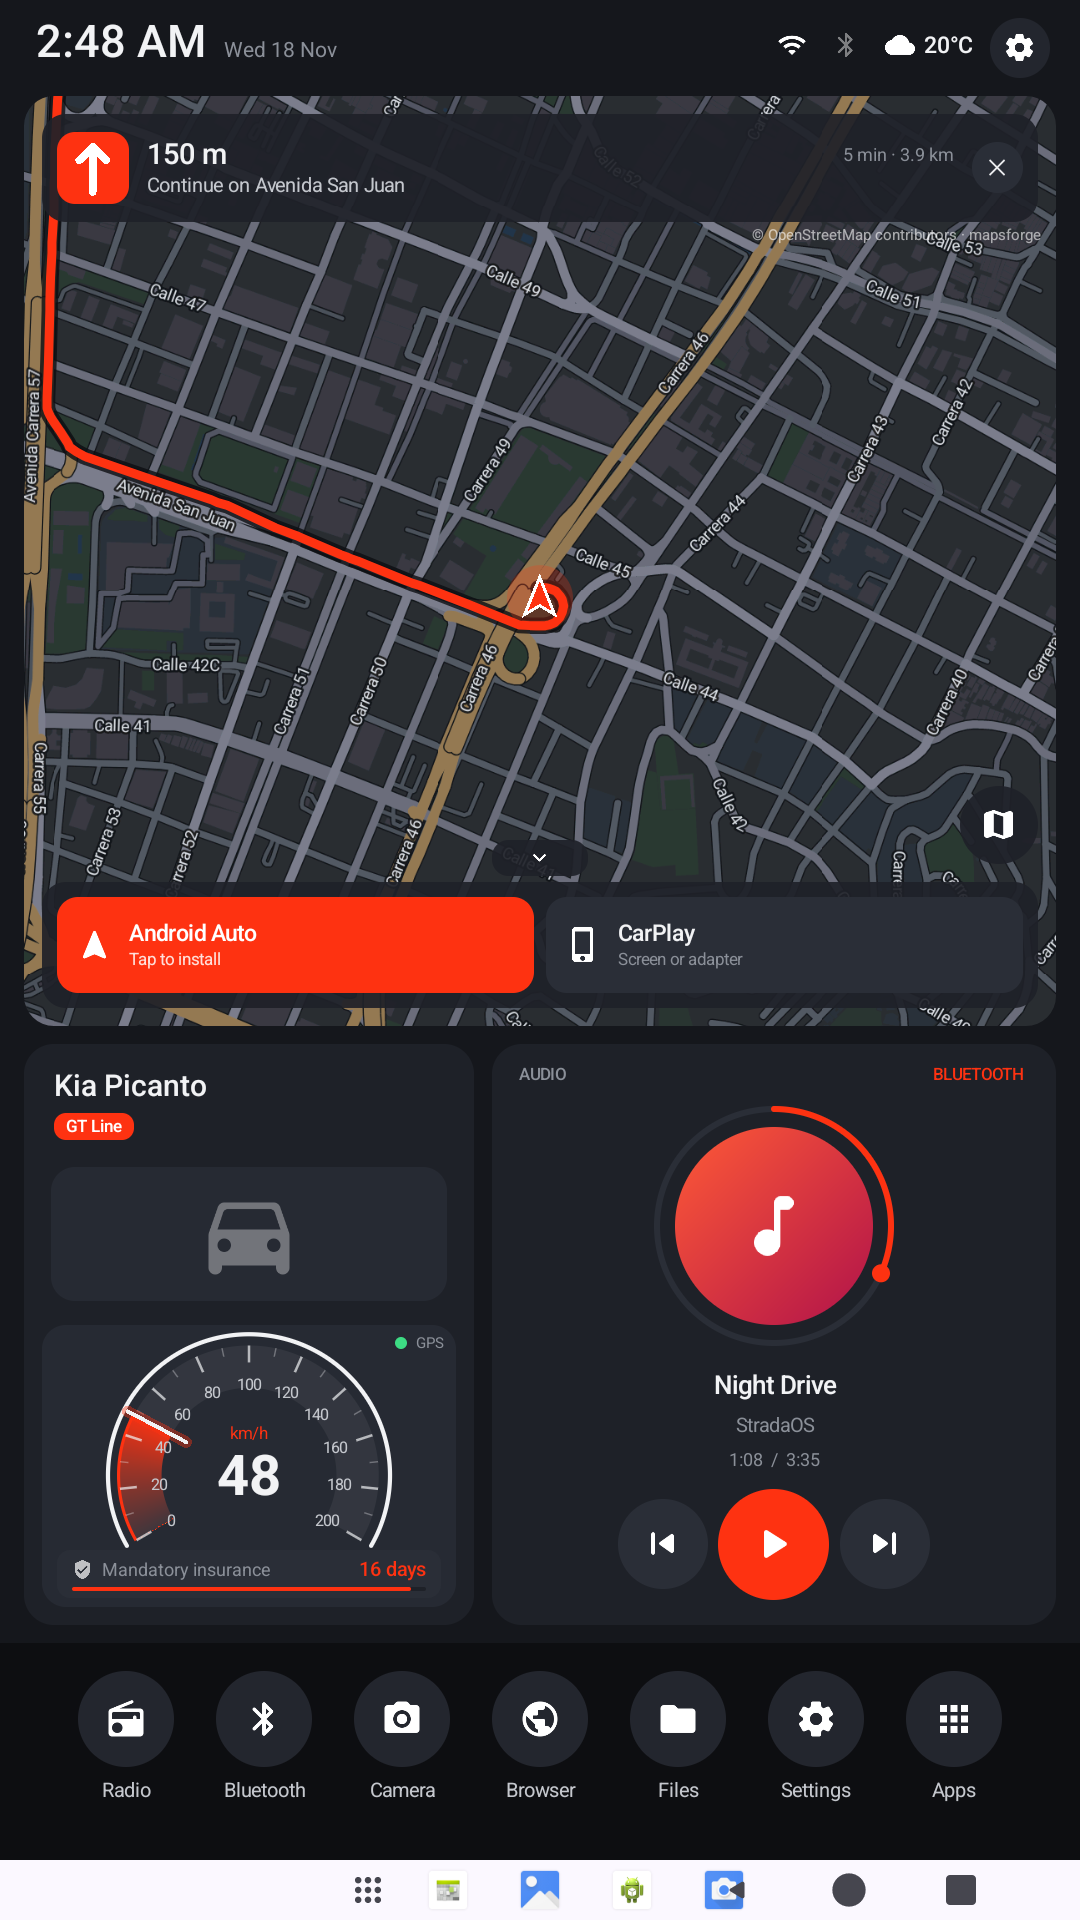 2:48 AM Wed 18 Nov
20°C
150 m
Continue on Avenida San Juan
5 min · 3.9 km
© OpenStreetMap contributors · mapsforge
Carrera
Calle 52
Calle 53
Calle 47
Calle 49
Calle 51
Carrera 46
Avenida Carrera 57
Carrera 42
Carrera 43
Carrera 49
Avenida San Juan
Carrera 44
Calle 45
Calle 42C
Carrera 51
Carrera 50
Carrera 46
Calle 44
Carrera 40
Calle 41
Carrera 55
Carrera 53
Carrera 52
Carrera 46
Calle 42
Android Auto
Tap to install
CarPlay
Screen or adapter
Kia Picanto
GT Line
GPS
0
20
40
60
80
100
120
140
160
180
200
km/h
48
Mandatory insurance
16 days
AUDIO
BLUETOOTH
Night Drive
StradaOS
1:08 / 3:35
Radio
Bluetooth
Camera
Browser
Files
Settings
Apps